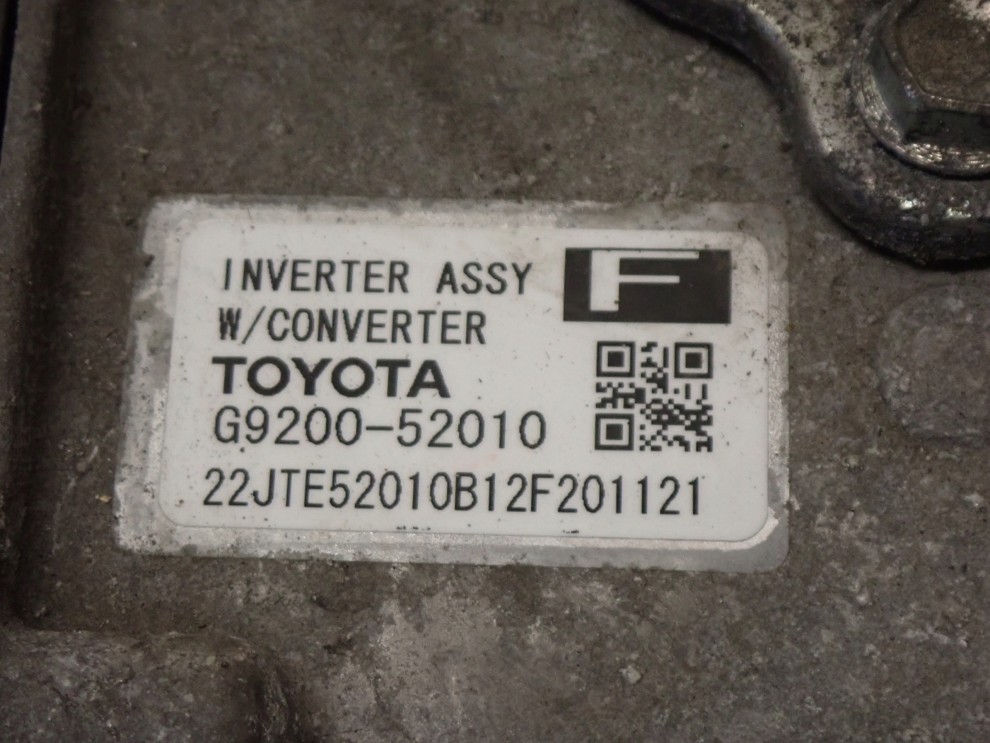 INVERTER ASSY F
W/CONVERTER
TOYOTA
G9200-52010
22JTE52010B12F201121